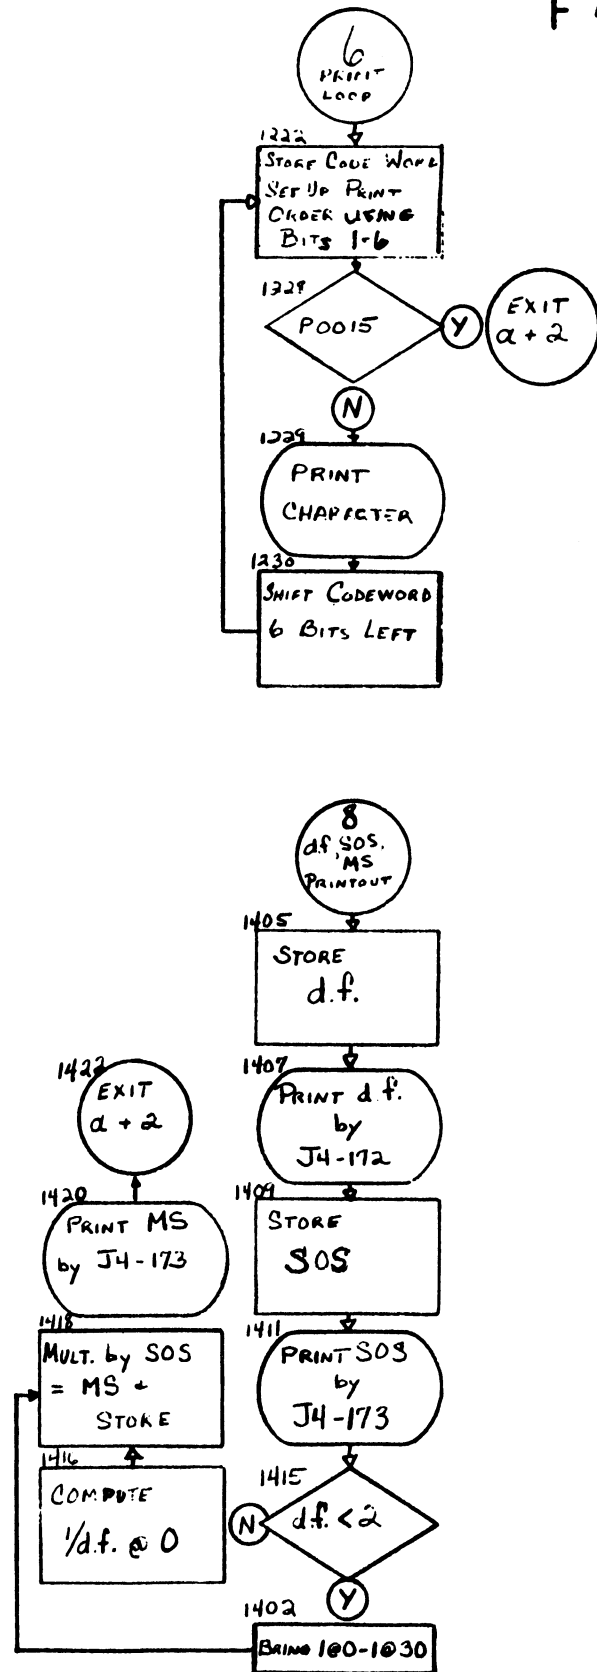 6
PRINT
LOOP
1222
STORE CODE WORD
SET UP PRINT
ORDER USING
BITS 1-6
1228
P0015
Y
EXIT
a + 2
N
1229
PRINT
CHARACTER
1230
SHIFT CODEWORD
6 BITS LEFT
8
d.f. SOS,
MS
PRINTOUT
1405
STORE
d.f.
1407
PRINT d.f.
by
J4-172
1409
STORE
SOS
1411
PRINT SOS
by
J4-173
1415
d.f. < 2
N
Y
1402
BRING 1@0-1@30
1416
COMPUTE
1/d.f. @ 0
1418
MULT. by SOS
= MS +
STORE
1420
PRINT MS
by J4-173
1422
EXIT
a + 2